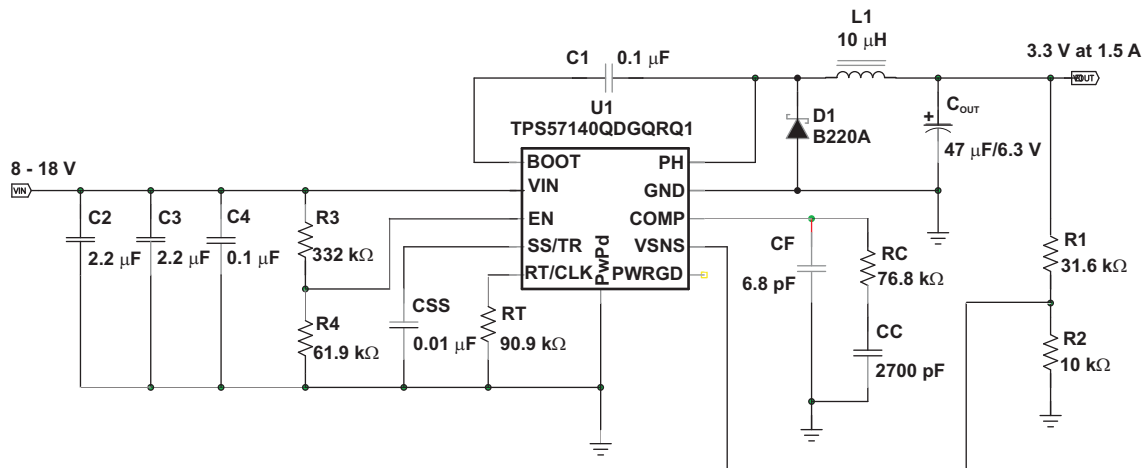 L1
10 μH
3.3 V at 1.5 A
C1
0.1 μF
U1
TPS57140QDGQRQ1
D1
B220A
COUT
+
47 μF/6.3 V
8 - 18 V
VIN
BOOT
VIN
EN
SS/TR
RT/CLK
PwPd
PH
GND
COMP
VSNS
PWRGD
C2
2.2 μF
C3
2.2 μF
C4
0.1 μF
R3
332 kΩ
R4
61.9 kΩ
CSS
0.01 μF
RT
90.9 kΩ
CF
6.8 pF
RC
76.8 kΩ
CC
2700 pF
R1
31.6 kΩ
R2
10 kΩ